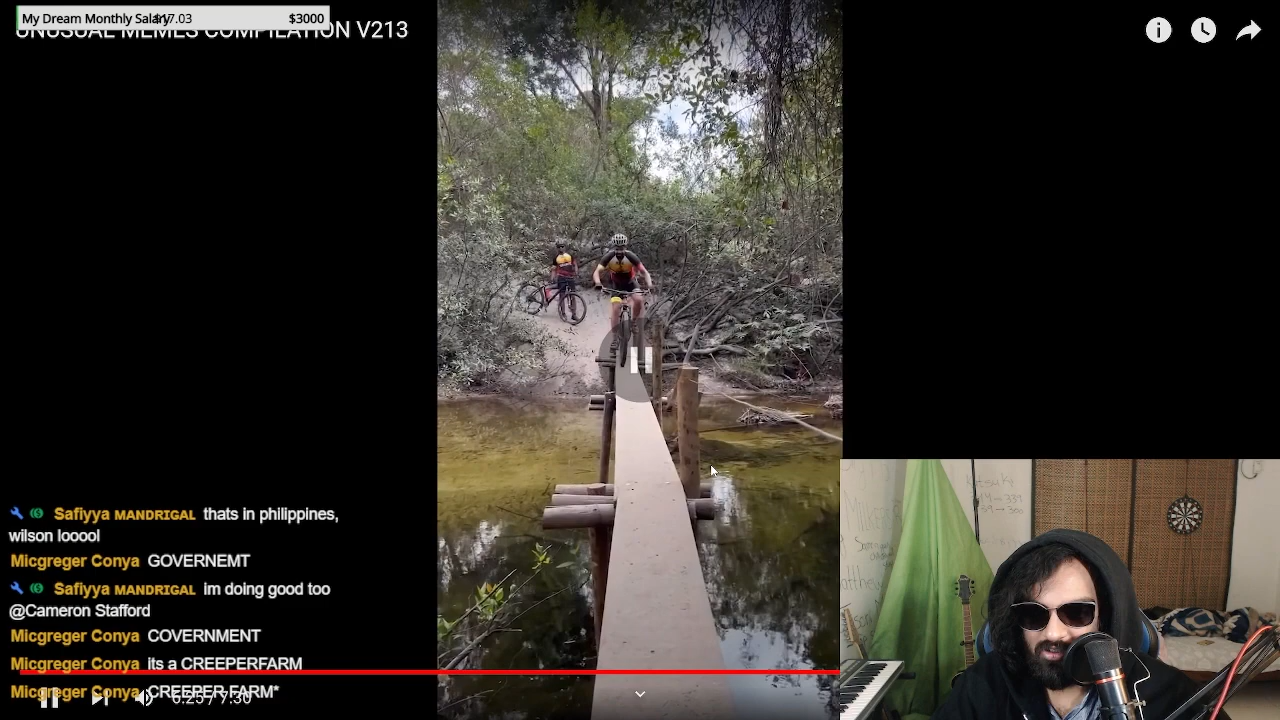 My Dream Monthly Salary $17.03 $3000
UNUSUAL MEMES COMPILATION V213
Safiyya MANDRIGAL thats in philippines,
wilson looool
Micgreger Conya GOVERNEMT
Safiyya MANDRIGAL im doing good too
@Cameron Stafford
Micgreger Conya COVERNMENT
Micgreger Conya its a CREEPERFARM
Micgreger Conya CREEPER FARM*
6:25 / 7:30